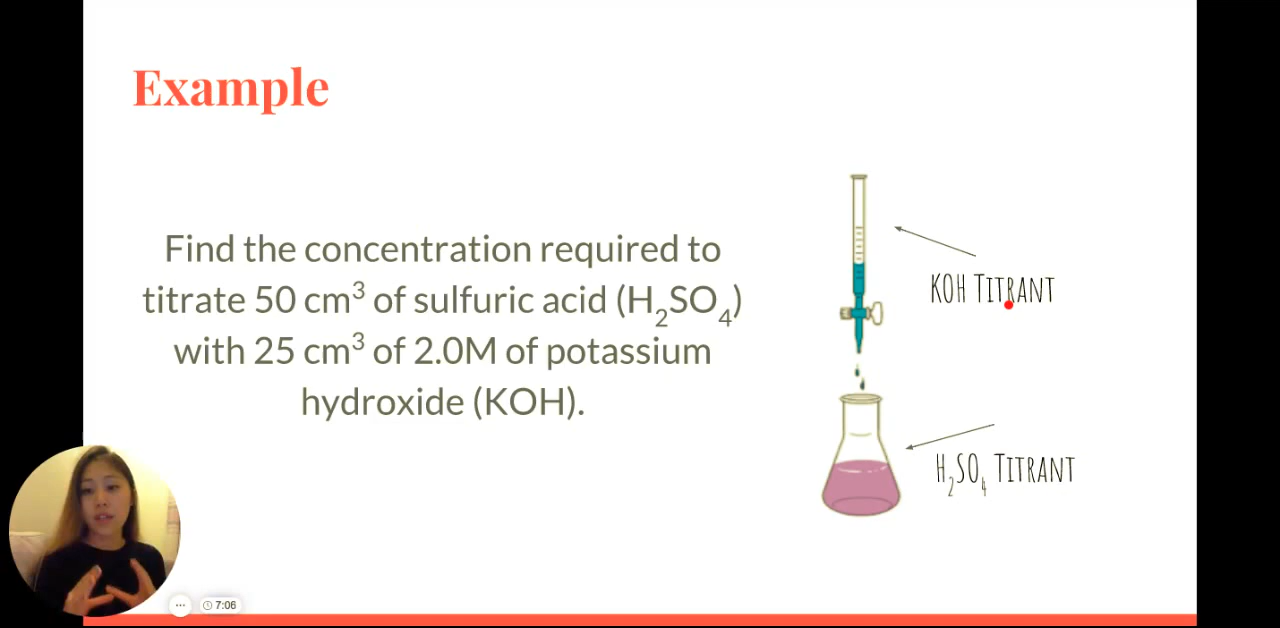 Example
Find the concentration required to
titrate 50 cm³ of sulfuric acid (H₂SO₄)
with 25 cm³ of 2.0M of potassium
hydroxide (KOH).
KOH TITRANT
H₂SO₄ TITRANT
7:06